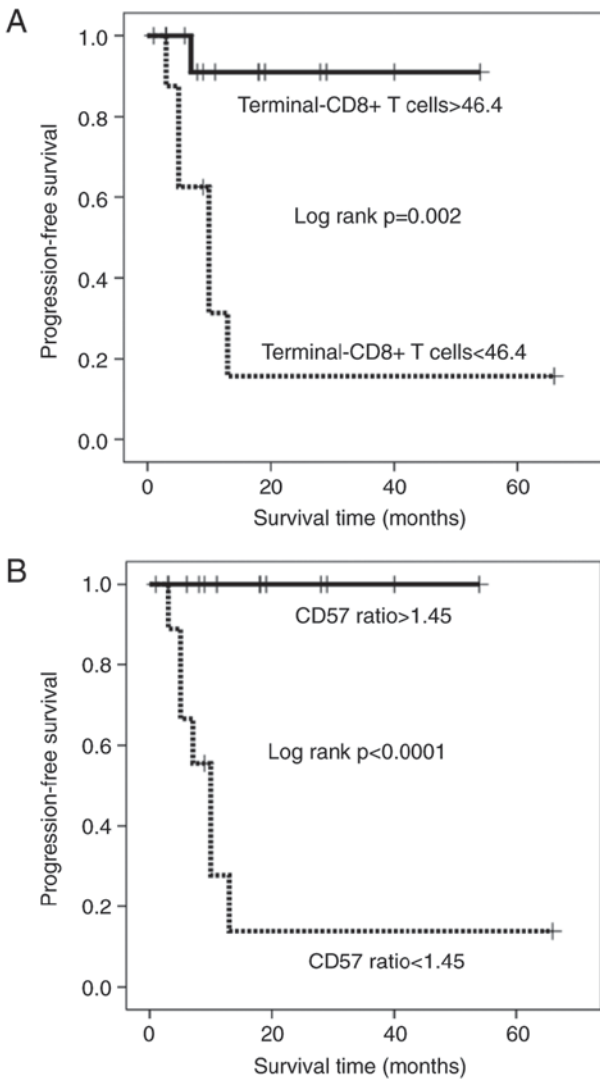 A
Progression-free survival
1.0
0.8
0.6
0.4
0.2
0.0
Terminal-CD8+ T cells>46.4
Log rank p=0.002
Terminal-CD8+ T cells<46.4
0 20 40 60
Survival time (months)
B
Progression-free survival
1.0
0.8
0.6
0.4
0.2
0.0
CD57 ratio>1.45
Log rank p<0.0001
CD57 ratio<1.45
0 20 40 60
Survival time (months)